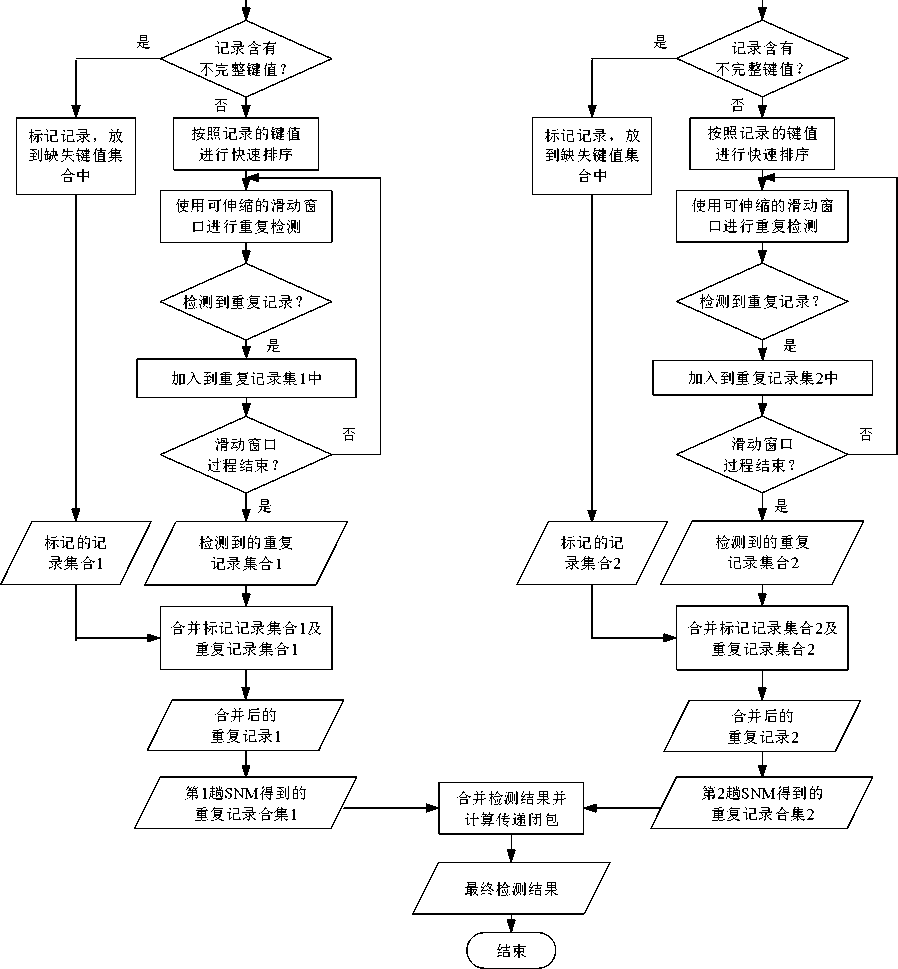 是
记录含有
不完整键值？
否
标记记录，放
到缺失键值集
合中
按照记录的键值
进行快速排序
使用可伸缩的滑动窗
口进行重复检测
检测到重复记录？
是
加入到重复记录集1中
滑动窗口
过程结束？
否
是
标记的记
录集合1
检测到的重复
记录集合1
合并标记记录集合1及
重复记录集合1
合并后的
重复记录1
第1趟SNM得到的
重复记录合集1
是
记录含有
不完整键值？
否
标记记录，放
到缺失键值集
合中
按照记录的键值
进行快速排序
使用可伸缩的滑动窗
口进行重复检测
检测到重复记录？
是
加入到重复记录集2中
滑动窗口
过程结束？
否
是
标记的记
录集合2
检测到的重复
记录集合2
合并标记记录集合2及
重复记录集合2
合并后的
重复记录2
第2趟SNM得到的
重复记录合集2
合并检测结果并
计算传递闭包
最终检测结果
结束